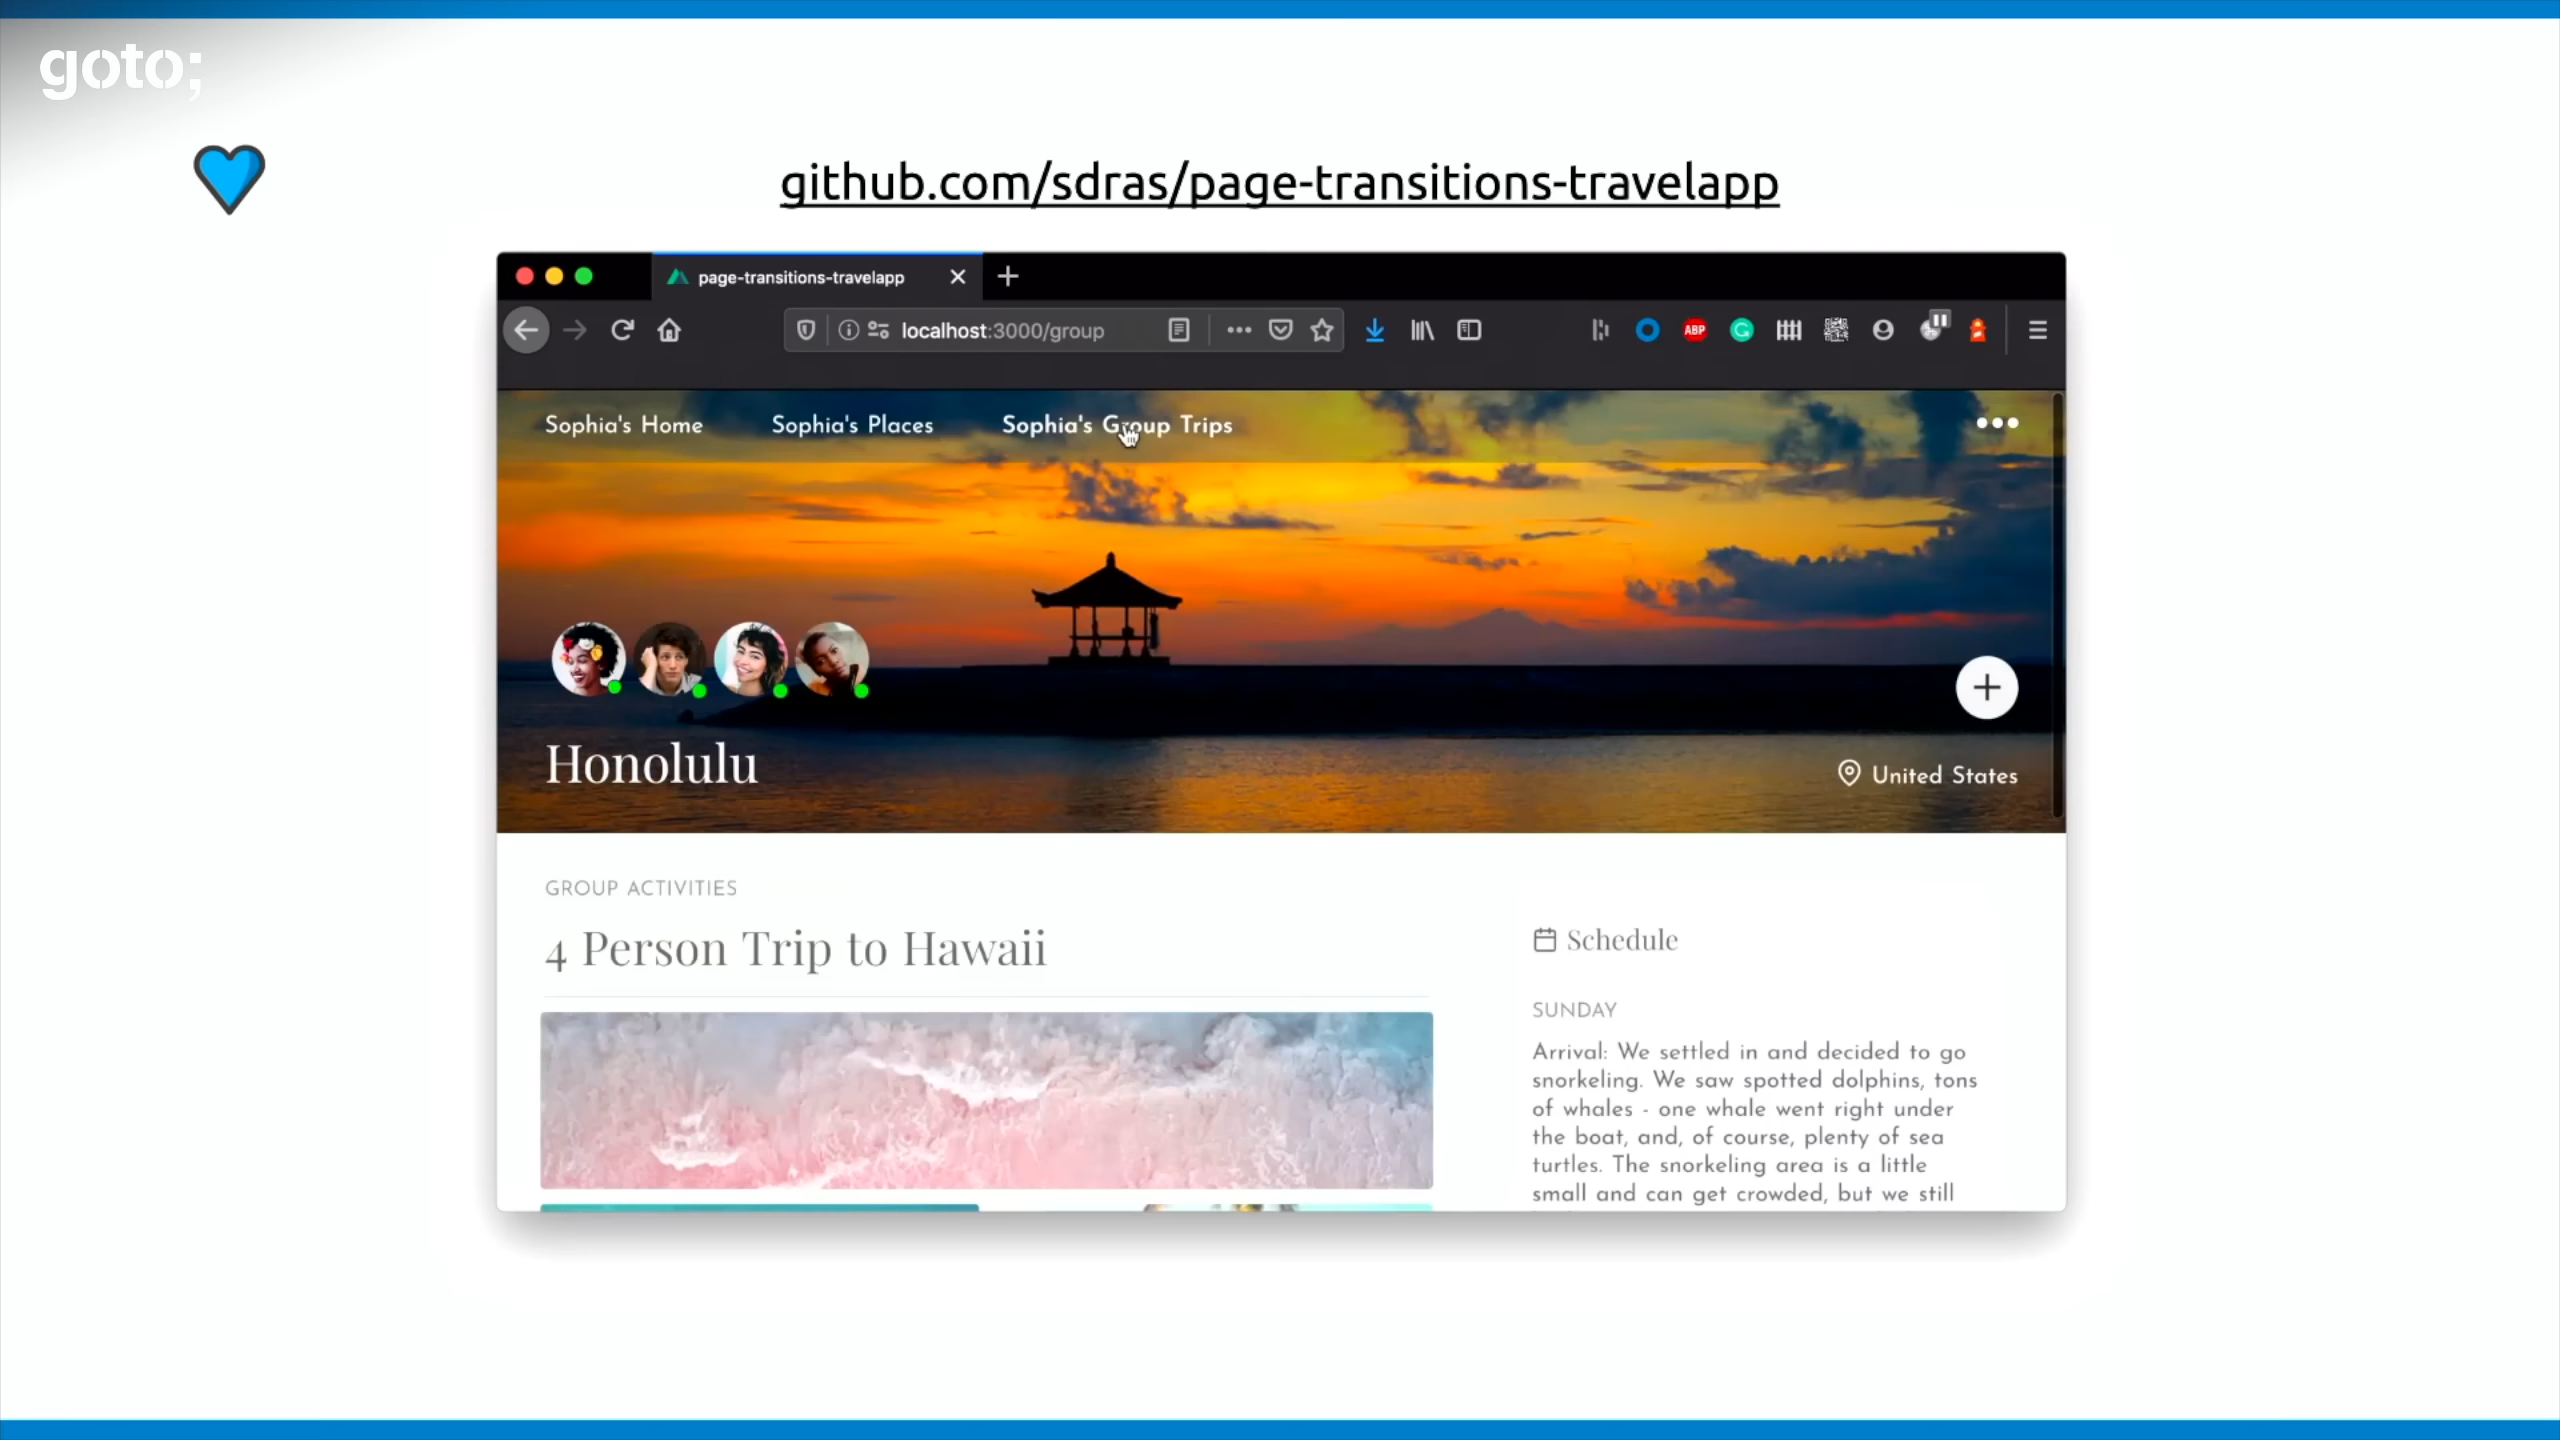 goto;
github.com/sdras/page-transitions-travelapp
page-transitions-travelapp
localhost:3000/group
ABP
Sophia's Home
Sophia's Places
Sophia's Group Trips
Honolulu
United States
GROUP ACTIVITIES
4 Person Trip to Hawaii
Schedule
SUNDAY
Arrival: We settled in and decided to go
snorkeling. We saw spotted dolphins, tons
of whales - one whale went right under
the boat, and, of course, plenty of sea
turtles. The snorkeling area is a little
small and can get crowded, but we still